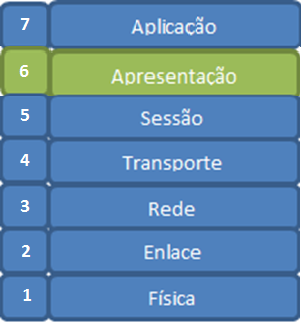 7 Aplicação
6 Apresentação
5 Sessão
4 Transporte
3 Rede
2 Enlace
1 Física